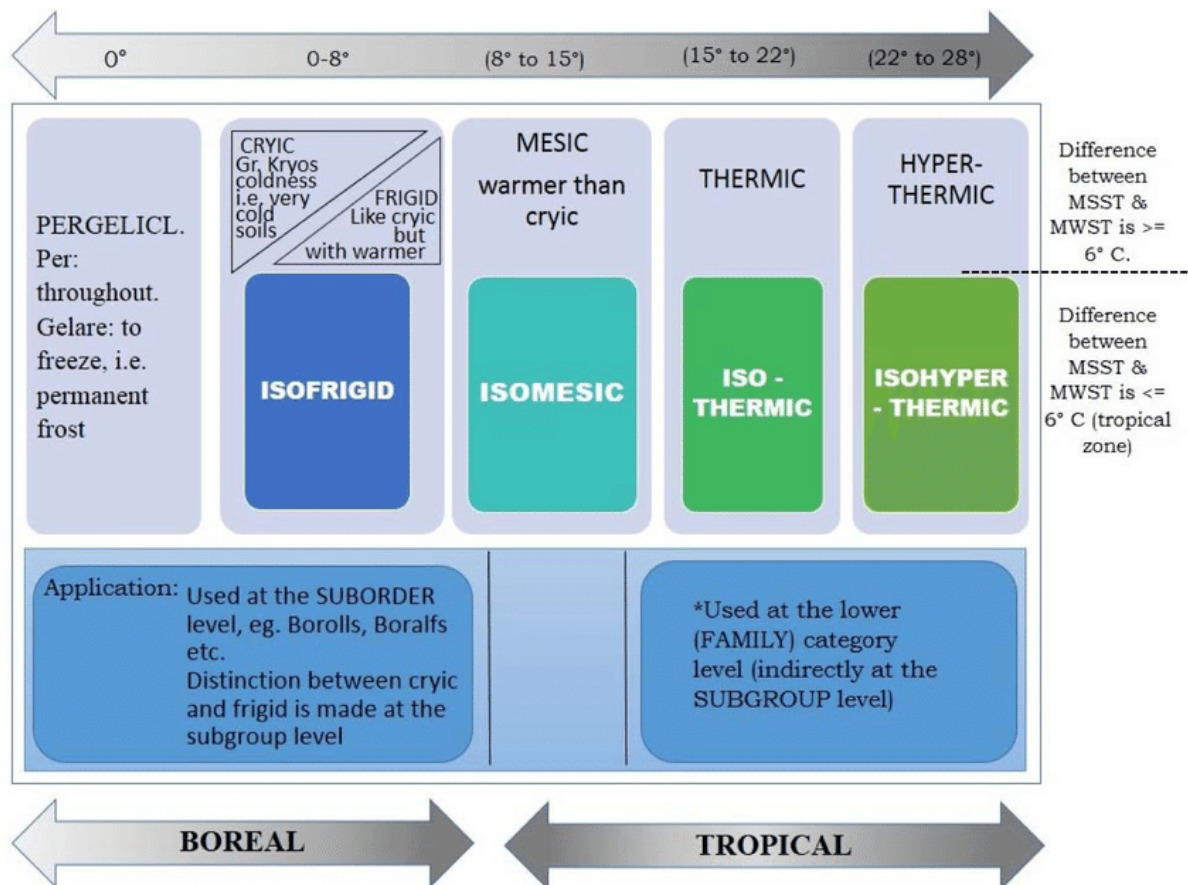 0°
0-8°
(8° to 15°)
(15° to 22°)
(22° to 28°)
PERGELICL.
Per:
throughout.
Gelare: to
freeze, i.e.
permanent
frost
CRYIC
Gr, Kryos
coldness
i.e, very
cold
soils
FRIGID
Like cryic
but
with warmer
MESIC
warmer than
cryic
THERMIC
HYPER-
THERMIC
Difference
between
MSST &
MWST is >=
6° C.
ISOFRIGID
ISOMESIC
ISO -
THERMIC
ISOHYPER
- THERMIC
Difference
between
MSST &
MWST is <=
6° C (tropical
zone)
Application:
Used at the SUBORDER
level, eg. Borolls, Boralfs
etc.
Distinction between cryic
and frigid is made at the
subgroup level
*Used at the lower
(FAMILY) category
level (indirectly at the
SUBGROUP level)
BOREAL
TROPICAL